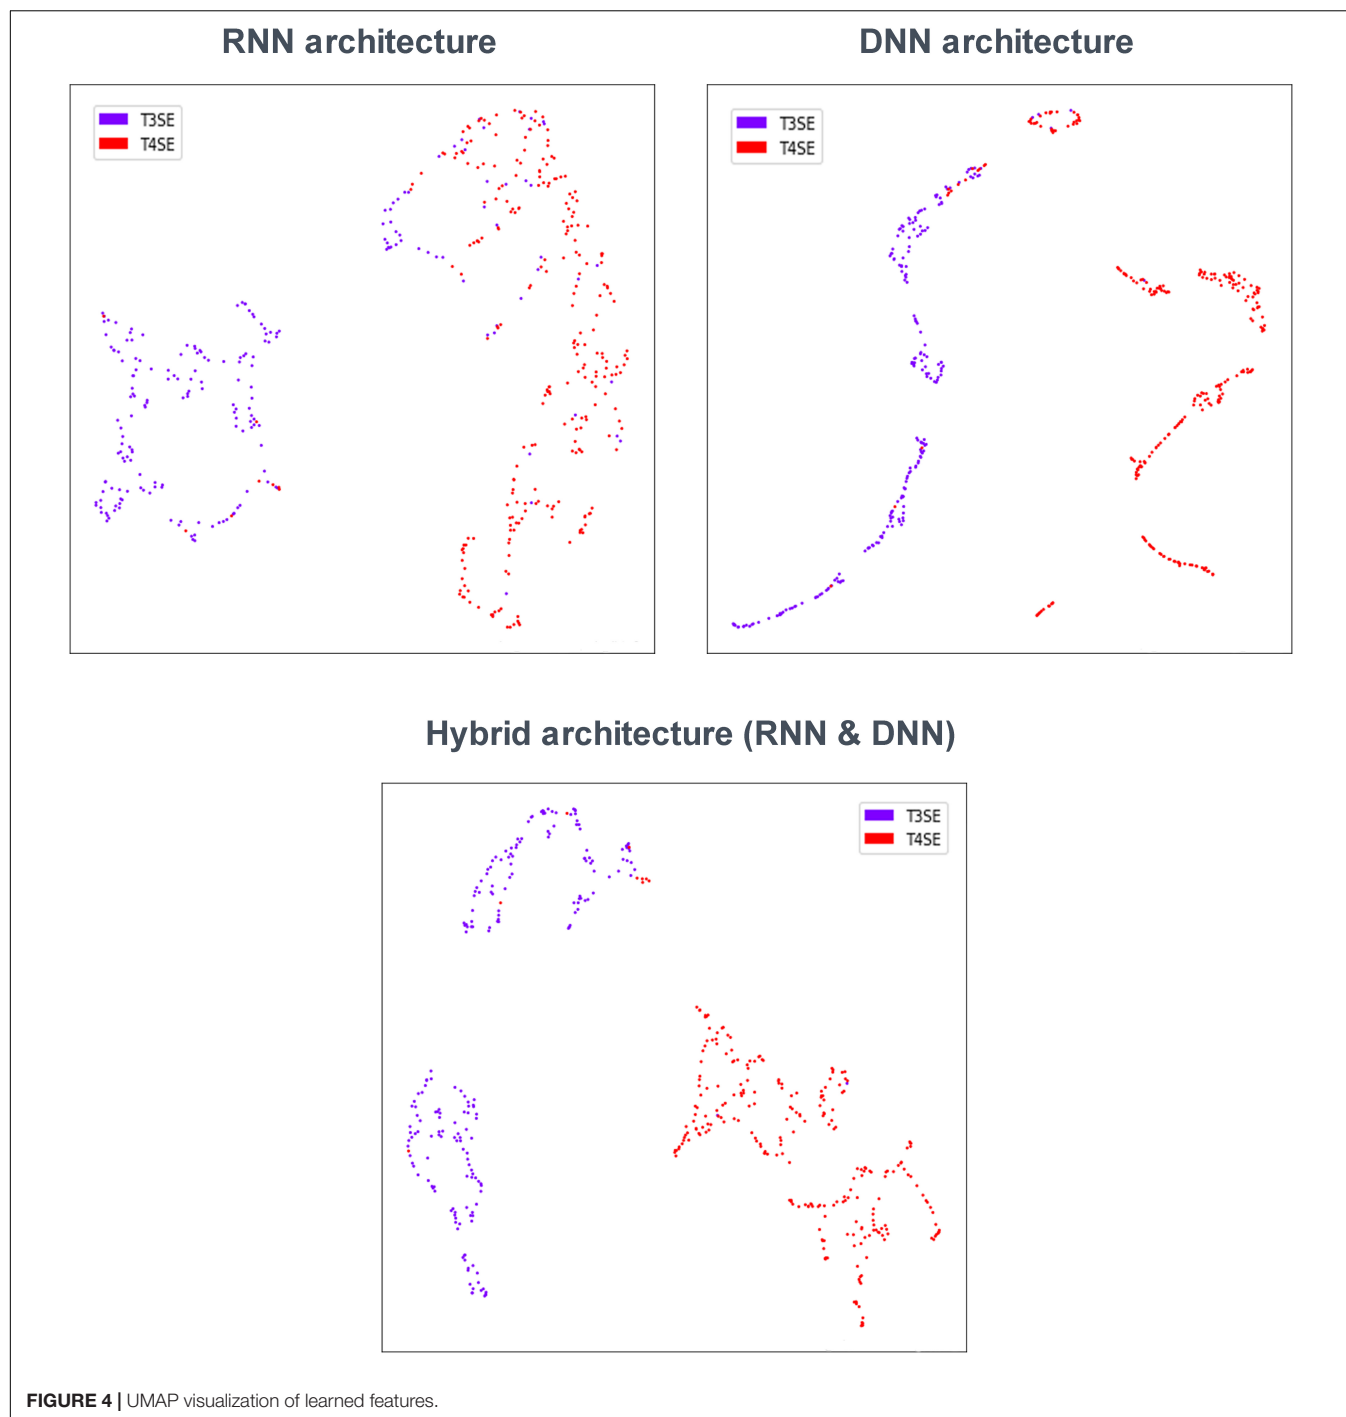 RNN architecture
DNN architecture
T3SE
T4SE
T3SE
T4SE
Hybrid architecture (RNN & DNN)
T3SE
T4SE
FIGURE 4 | UMAP visualization of learned features.